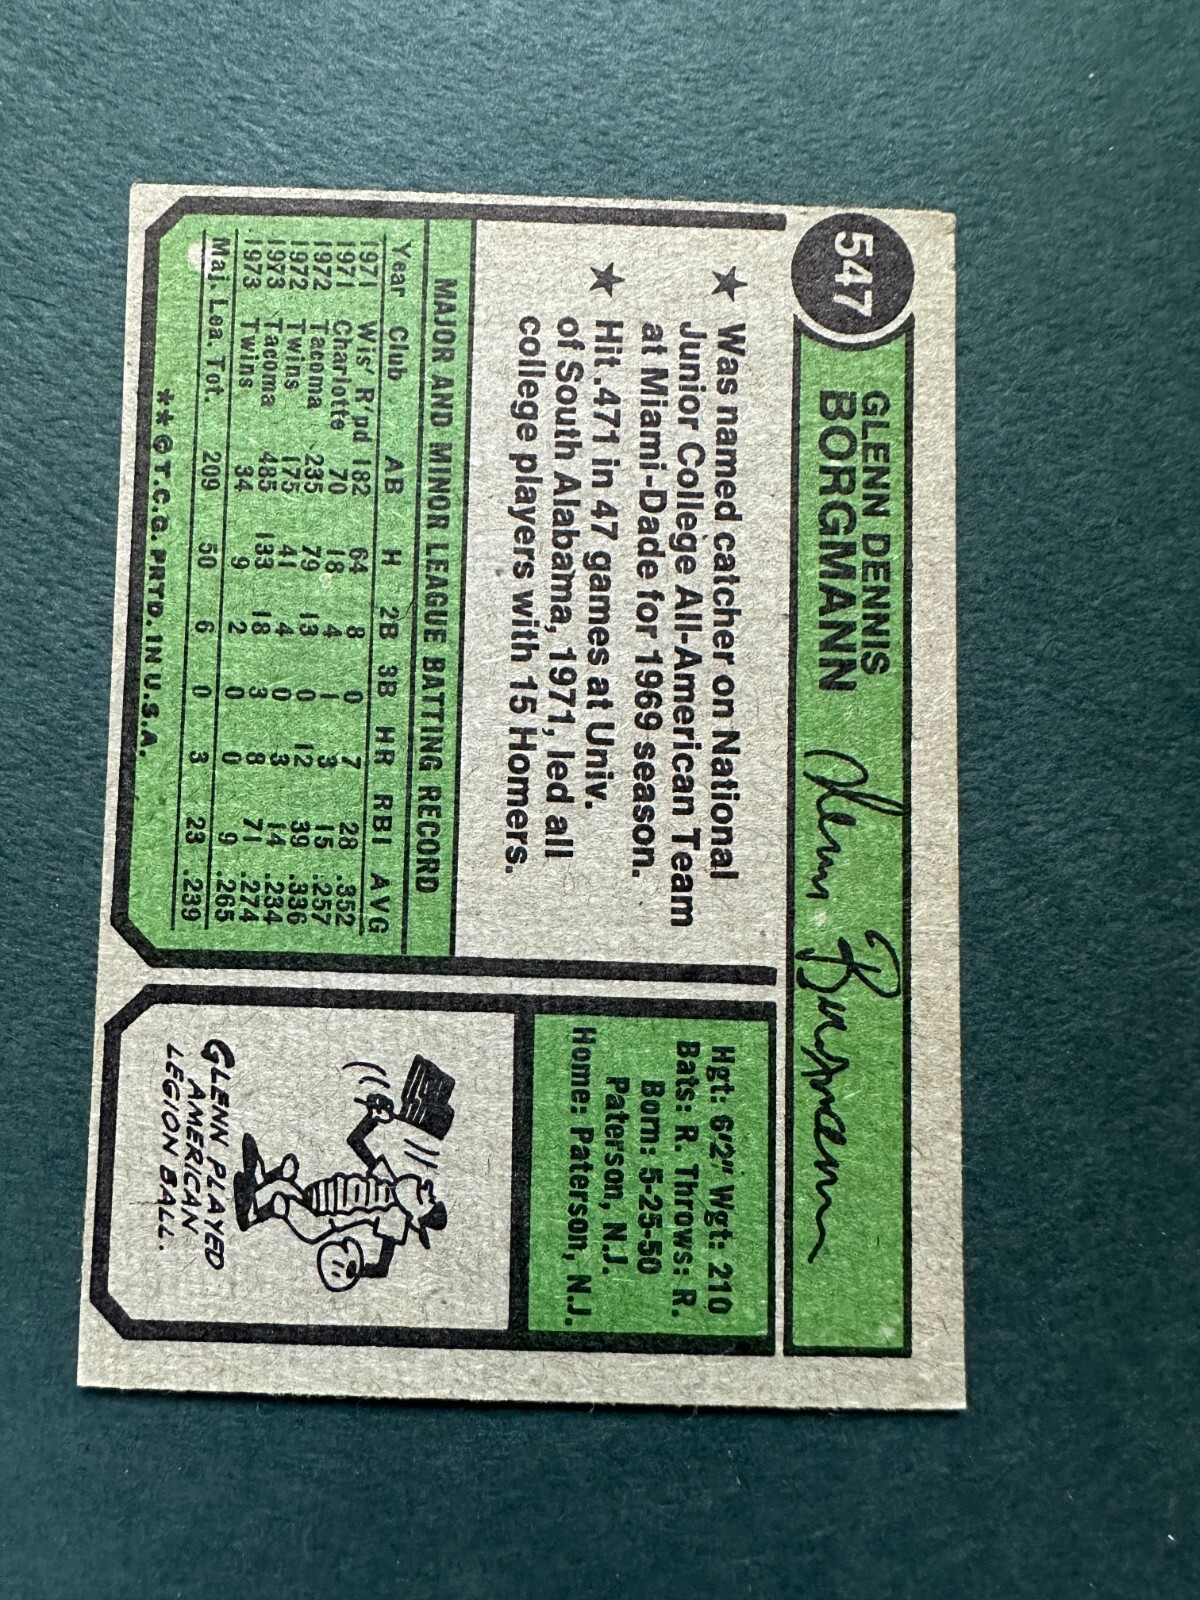 547
GLENN DENNIS
BORGMANN
Glenn Borgmann
★ Was named catcher on National
Junior College All-American Team
at Miami-Dade for 1969 season.
★ Hit .471 in 47 games at Univ.
of South Alabama, 1971, led all
college players with 15 Homers.
MAJOR AND MINOR LEAGUE BATTING RECORD
Year Club AB H 2B 3B HR RBI AVG
1971 Wis' R'pd 182 64 8 0 7 28 .352
1971 Charlotte 70 18 4 1 3 15 .257
1972 Tacoma 235 79 13 0 12 39 .336
1972 Twins 175 41 4 0 3 14 .234
1973 Tacoma 485 133 18 3 8 71 .274
1973 Twins 34 9 2 0 0 9 .265
Maj. Lea. Tot. 209 50 6 0 3 23 .239
**©T.C.G. PRTD. IN U.S.A.
Hgt: 6'2" Wgt: 210
Bats: R. Throws: R.
Born: 5-25-50
Paterson, N.J.
Home: Paterson, N.J.
GLENN PLAYED
AMERICAN
LEGION BALL.